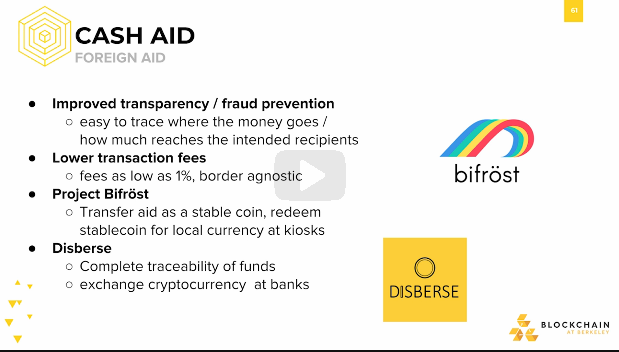 61
CASH AID
FOREIGN AID
● Improved transparency / fraud prevention
○ easy to trace where the money goes /
how much reaches the intended recipients
● Lower transaction fees
○ fees as low as 1%, border agnostic
● Project Bifröst
○ Transfer aid as a stable coin, redeem
stablecoin for local currency at kiosks
● Disberse
○ Complete traceability of funds
○ exchange cryptocurrency at banks
bifröst
DISBERSE
BLOCKCHAIN
AT BERKELEY